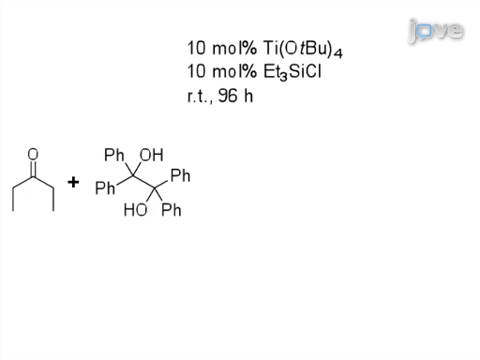 jove
10 mol% Ti(OtBu)4
10 mol% Et3SiCl
r.t., 96 h
O
Ph OH
Ph Ph
+
HO Ph